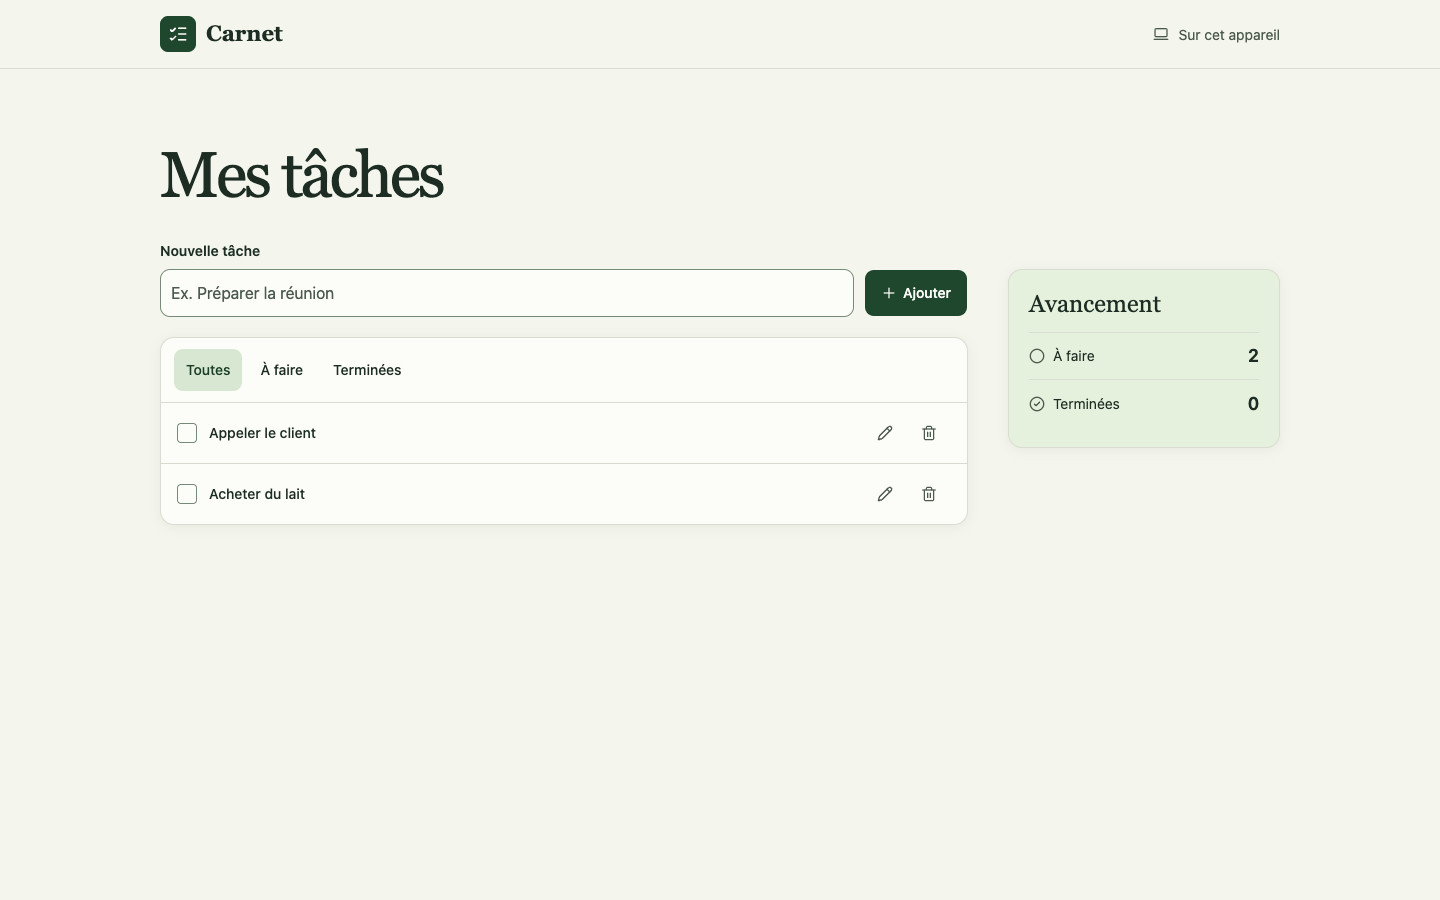 Carnet
Sur cet appareil
Mes tâches
Nouvelle tâche
Ex. Préparer la réunion
Ajouter
Toutes
À faire
Terminées
Appeler le client
Acheter du lait
Avancement
À faire 2
Terminées 0